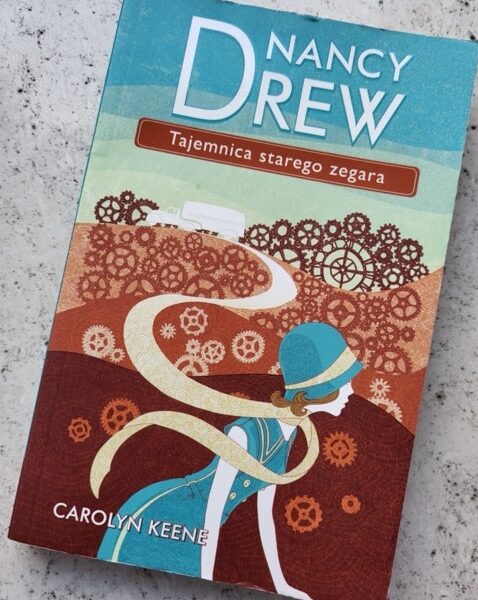 NANCY
DREW
Tajemnica starego zegara
CAROLYN KEENE